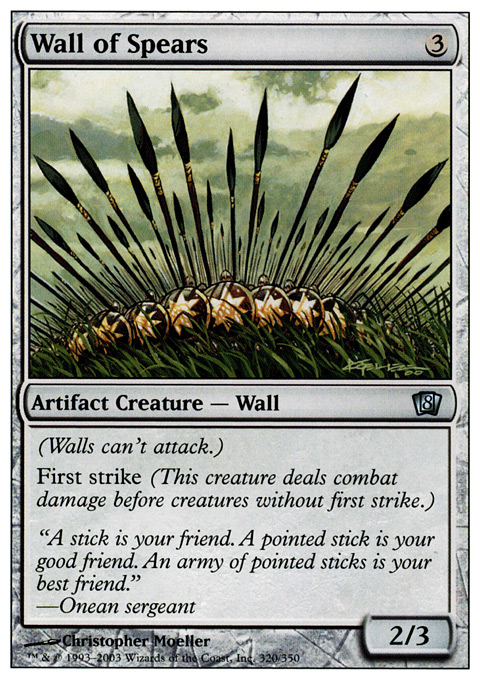 Wall of Spears
3
Artifact Creature — Wall
8
(Walls can't attack.)
First strike (This creature deals combat
damage before creatures without first strike.)
“A stick is your friend. A pointed stick is your
good friend. An army of pointed sticks is your
best friend.”
—Onean sergeant
2/3
Christopher Moeller
™ & © 1993–2003 Wizards of the Coast, Inc. 320/350